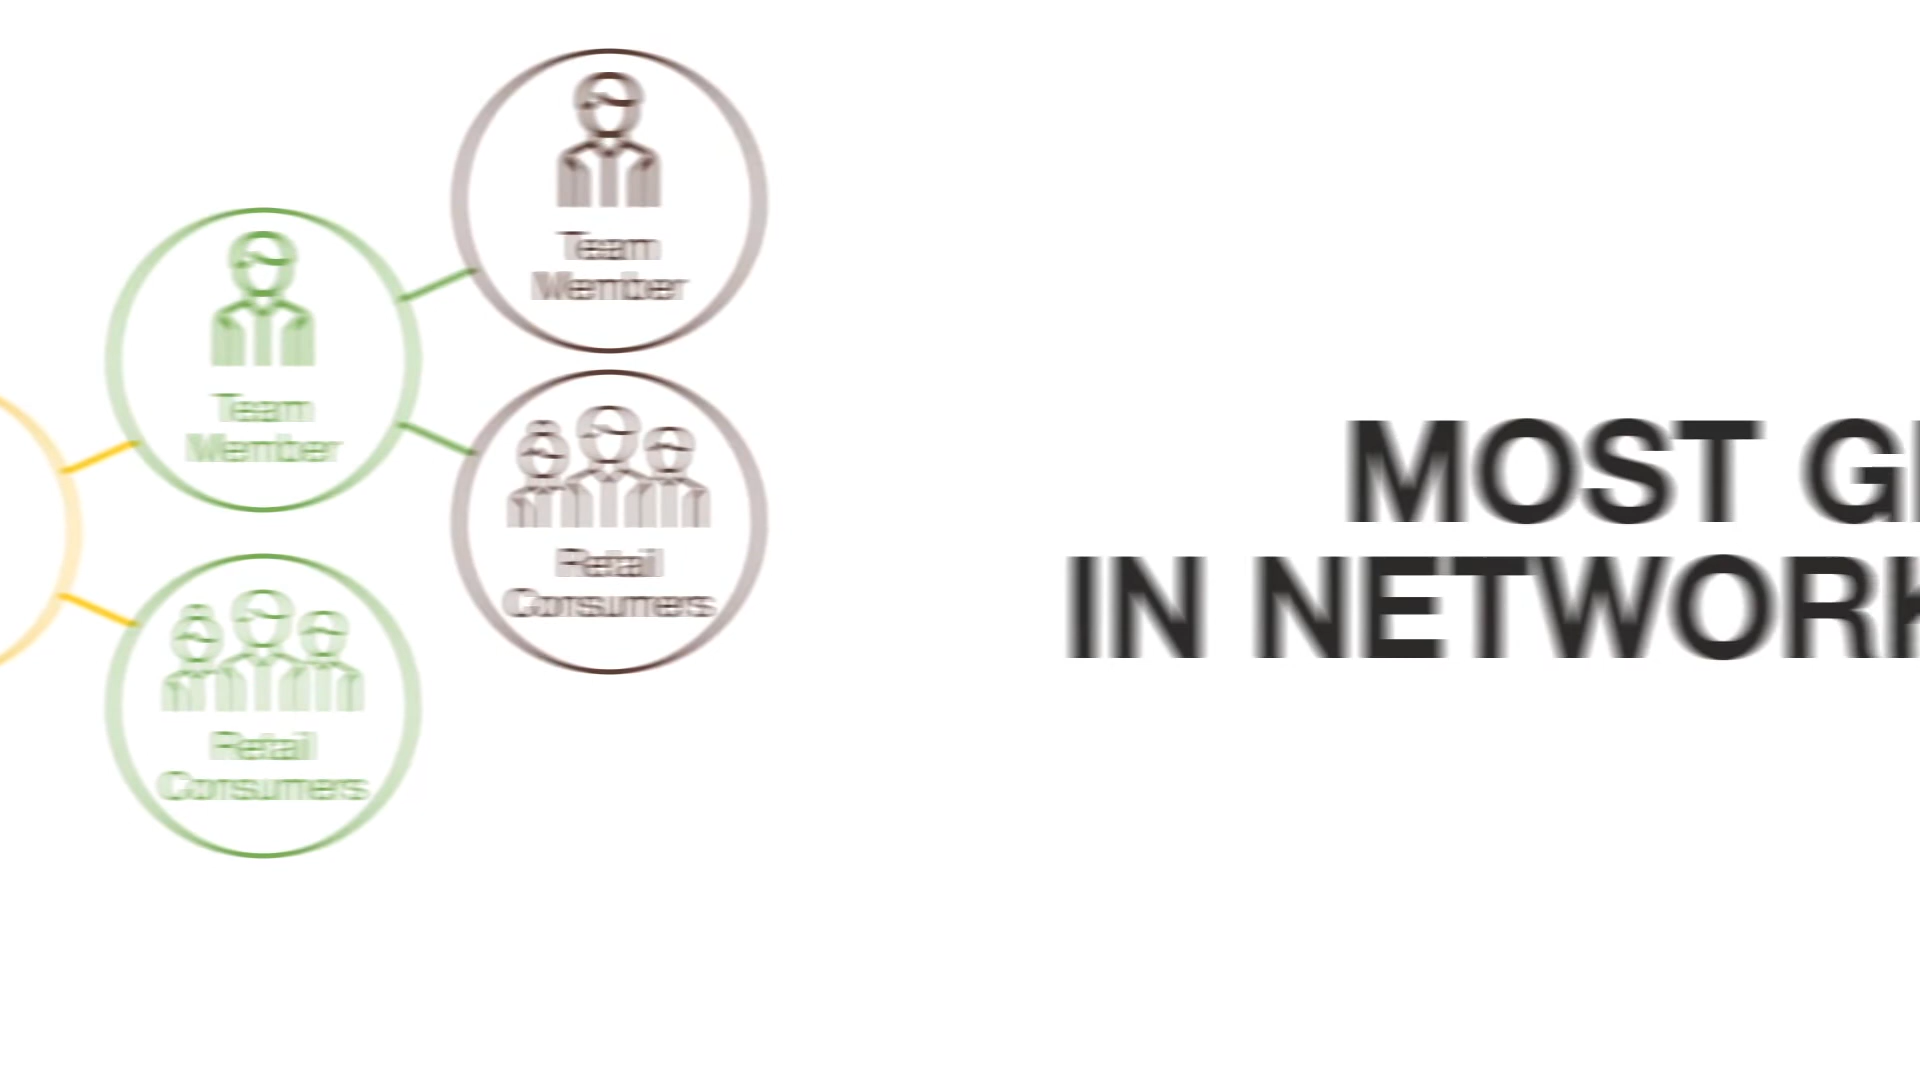 Team
Member
Team
Member
Retail
Consumers
Retail
Consumers
MOST G
IN NETWORK